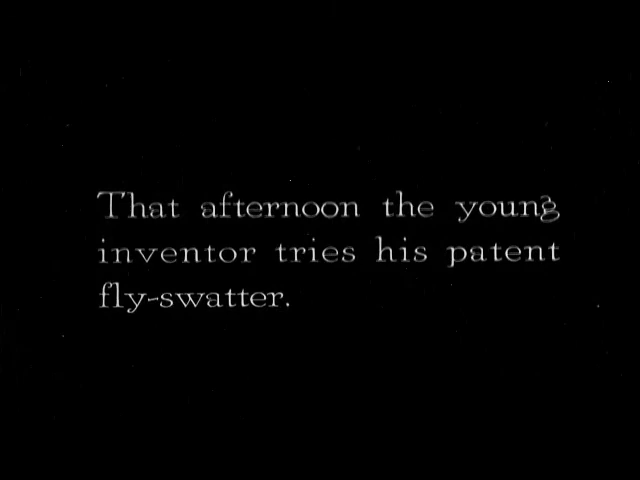 That afternoon the young
inventor tries his patent
fly-swatter.